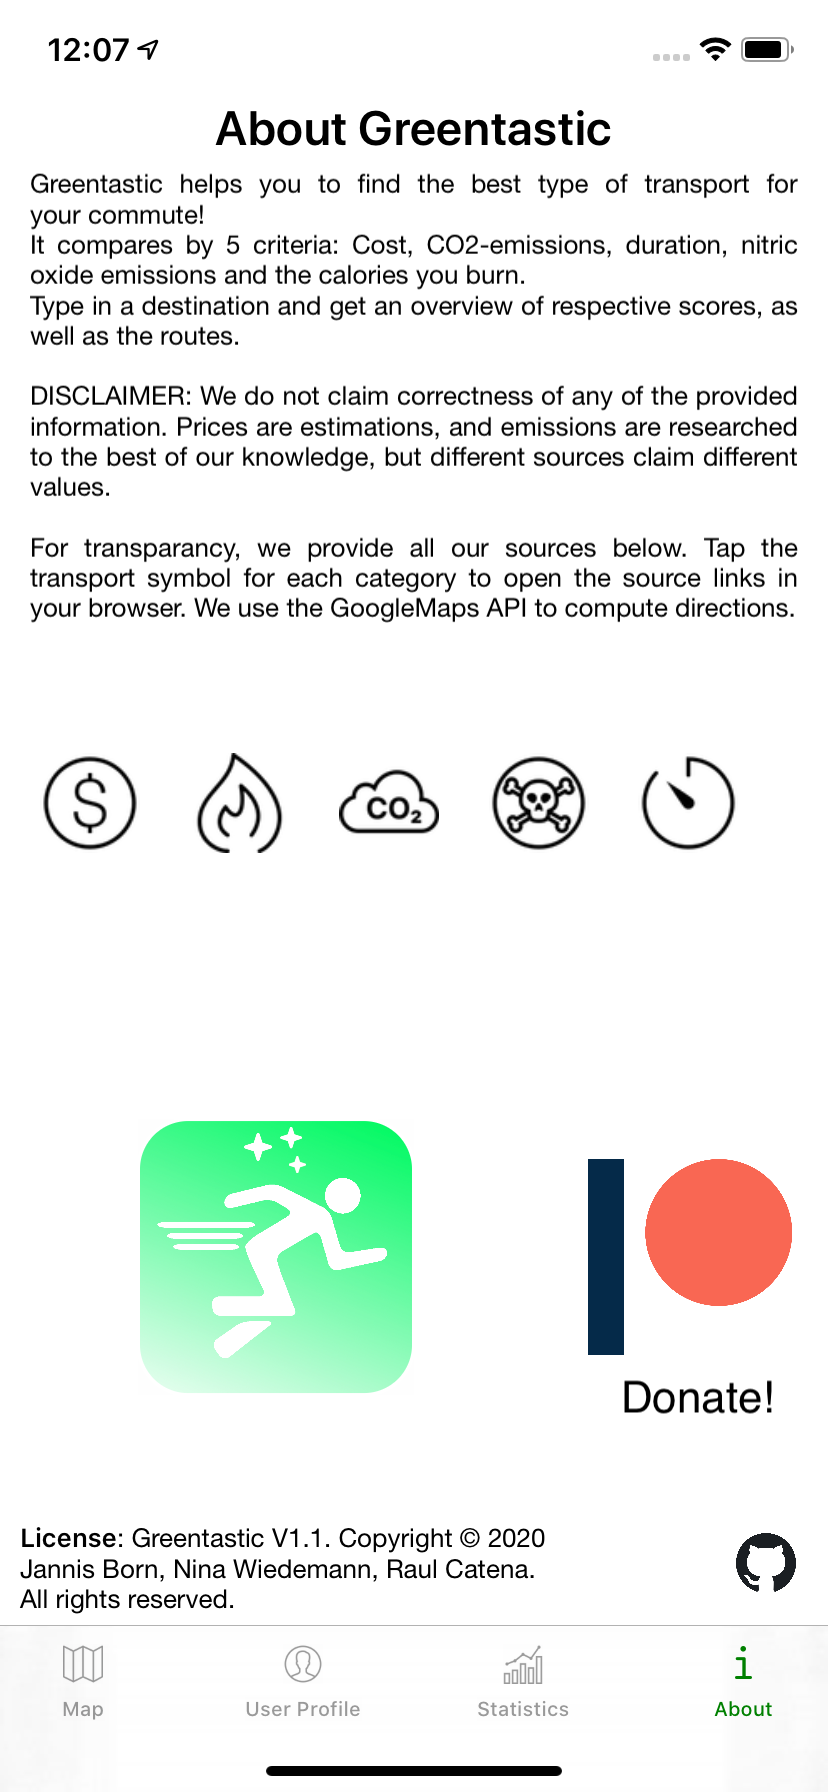 12:07
About Greentastic
Greentastic helps you to find the best type of transport for
your commute!
It compares by 5 criteria: Cost, CO2-emissions, duration, nitric
oxide emissions and the calories you burn.
Type in a destination and get an overview of respective scores, as
well as the routes.
DISCLAIMER: We do not claim correctness of any of the provided
information. Prices are estimations, and emissions are researched
to the best of our knowledge, but different sources claim different
values.
For transparancy, we provide all our sources below. Tap the
transport symbol for each category to open the source links in
your browser. We use the GoogleMaps API to compute directions.
$ CO₂
Donate!
License: Greentastic V1.1. Copyright © 2020
Jannis Born, Nina Wiedemann, Raul Catena.
All rights reserved.
Map User Profile Statistics About